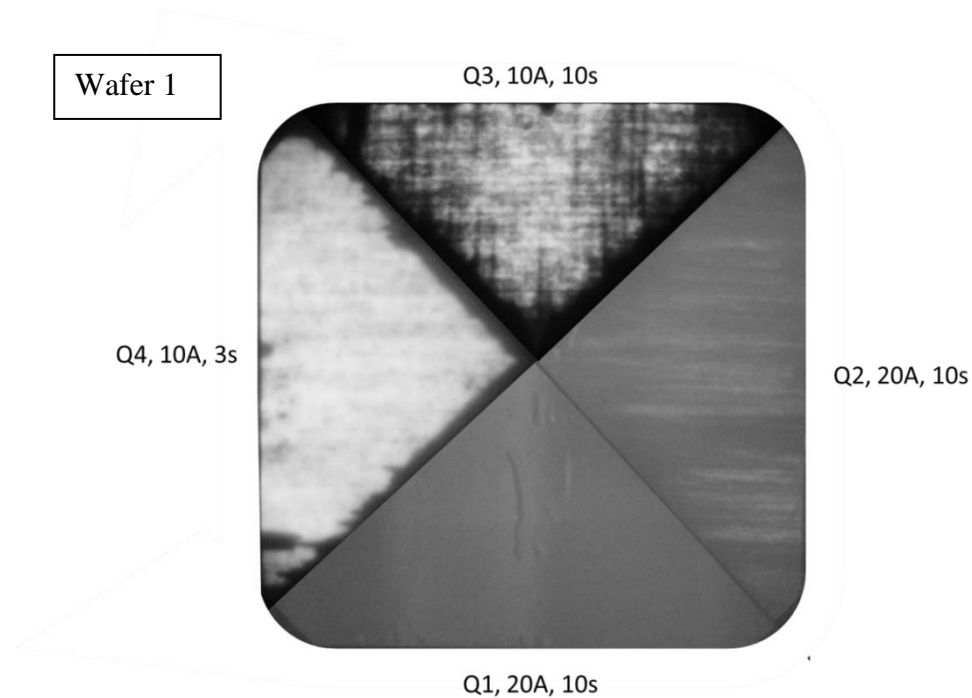 Wafer 1
Q3, 10A, 10s
Q4, 10A, 3s
Q2, 20A, 10s
Q1, 20A, 10s